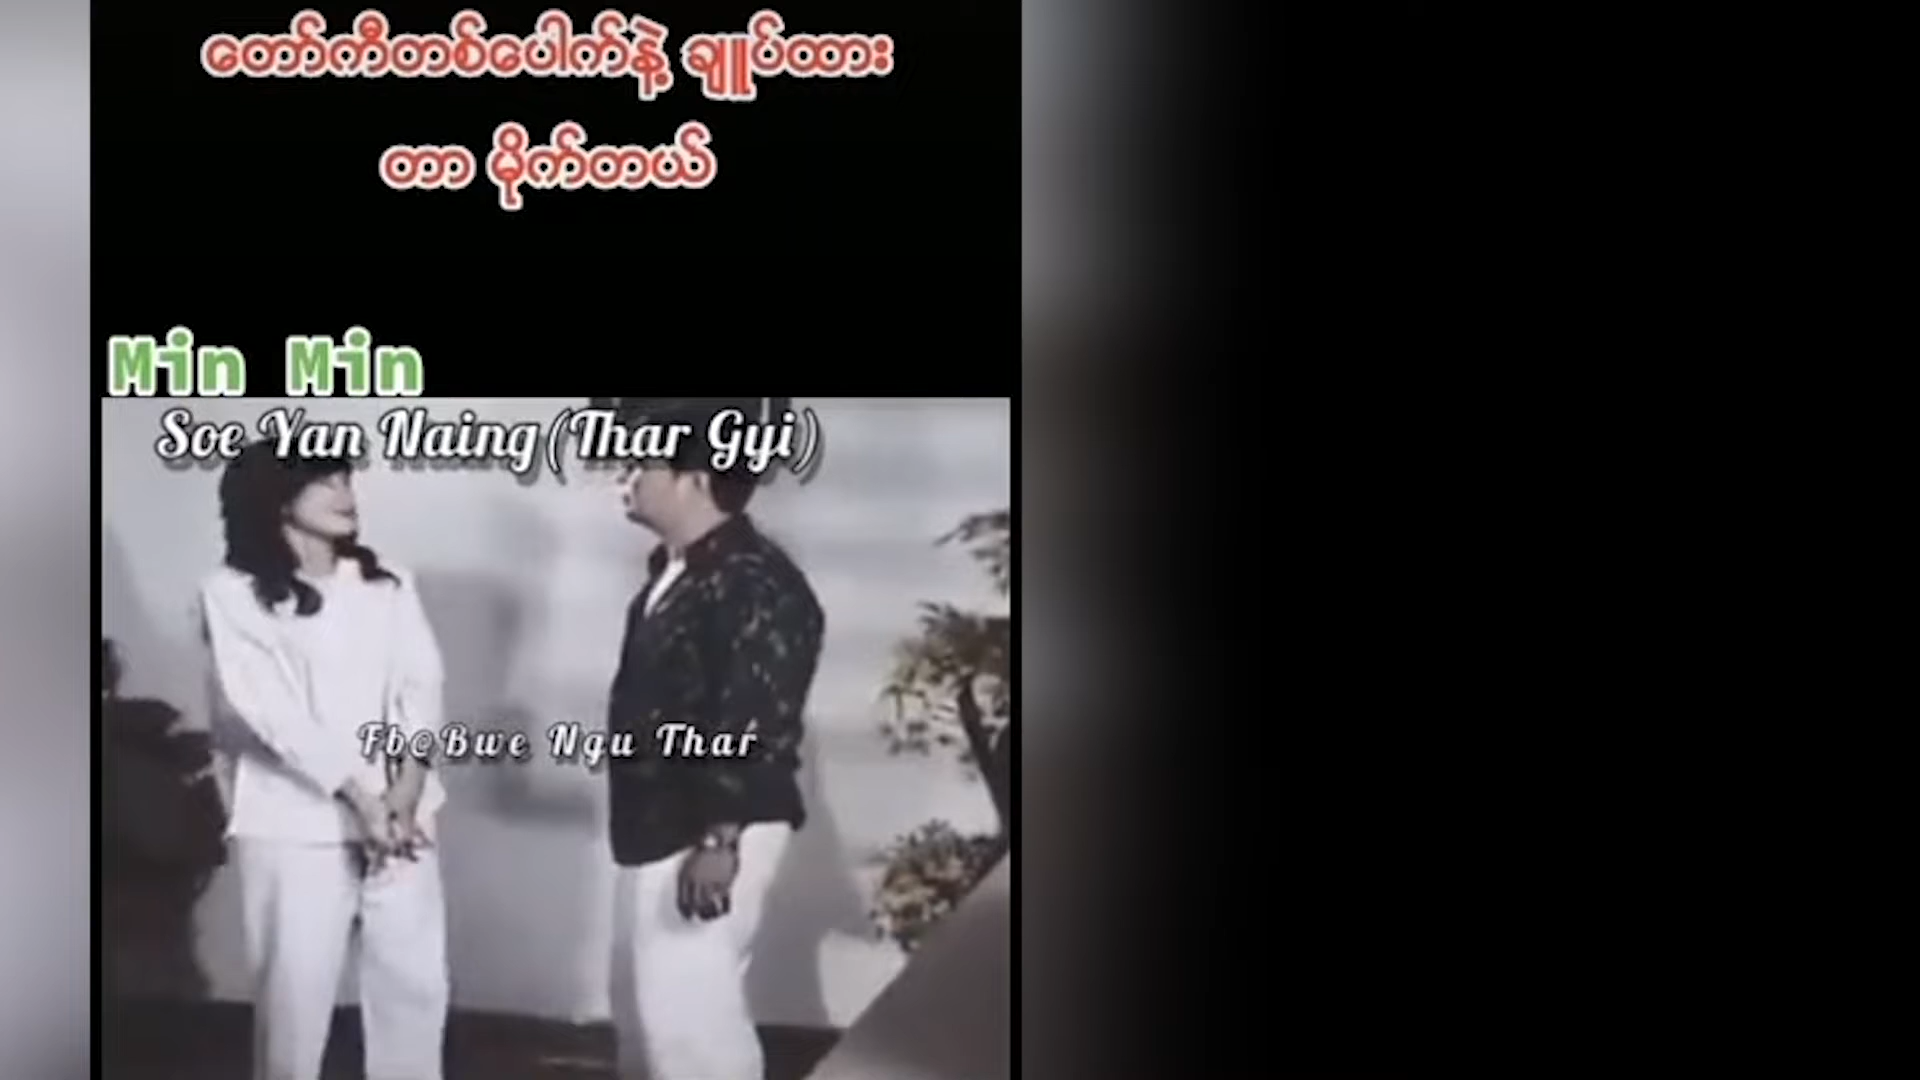 တော်ကီတစ်ပေါက်နဲ့ ချူပ်ထား
တာ မိုက်တယ်
Min Min
Soe Yan Naing(Thar Gyi)
Fb@Bwe Ngu Thar